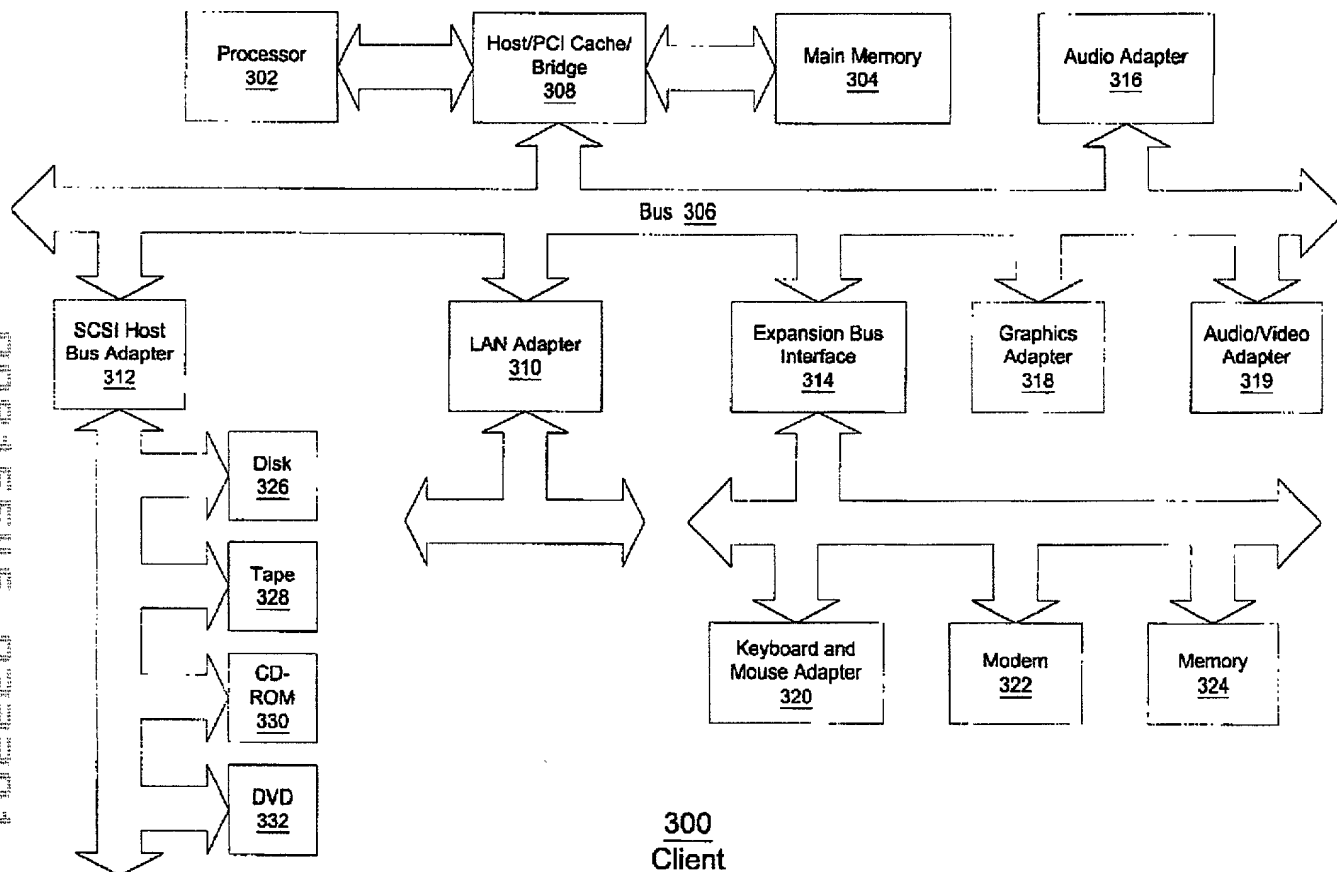 Processor
302
Host/PCI Cache/
Bridge
308
Main Memory
304
Audio Adapter
316
Bus 306
SCSI Host
Bus Adapter
312
LAN Adapter
310
Expansion Bus
Interface
314
Graphics
Adapter
318
Audio/Video
Adapter
319
Disk
326
Tape
328
CD-
ROM
330
DVD
332
Keyboard and
Mouse Adapter
320
Modem
322
Memory
324
300
Client